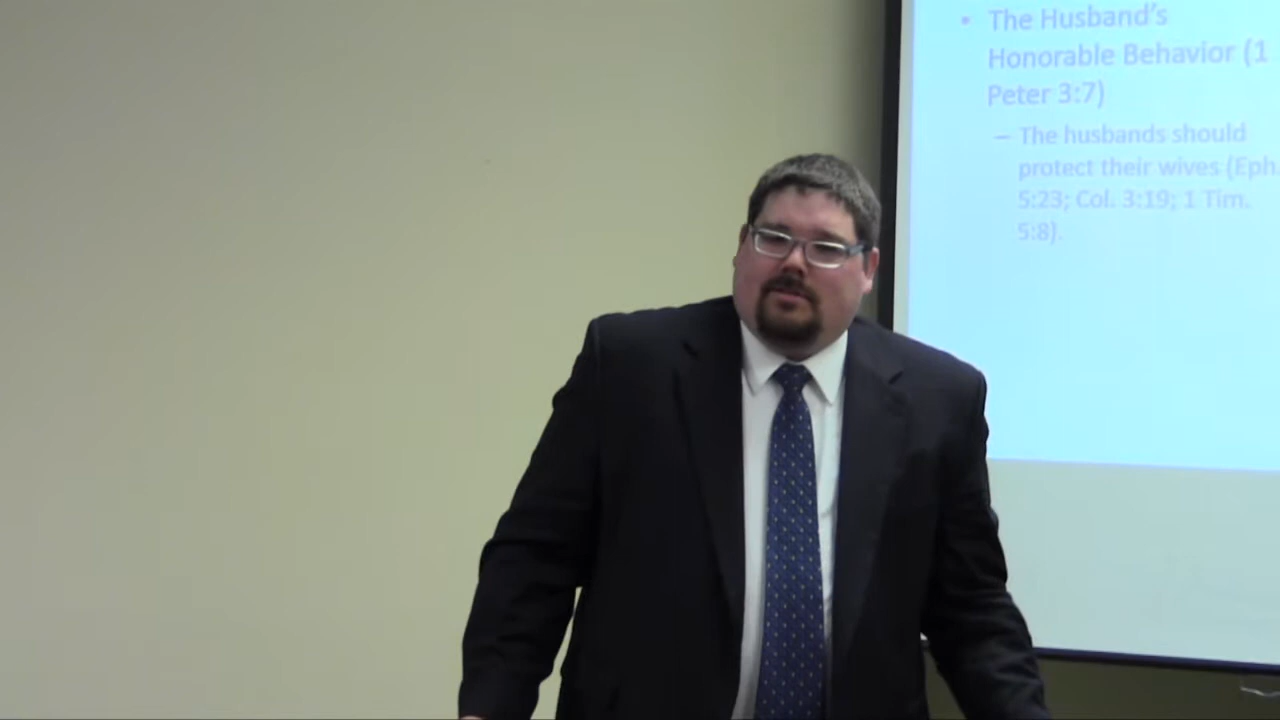 • The Husband's
Honorable Behavior (1
Peter 3:7)
– The husbands should
protect their wives (Eph.
5:23; Col. 3:19; 1 Tim.
5:8).